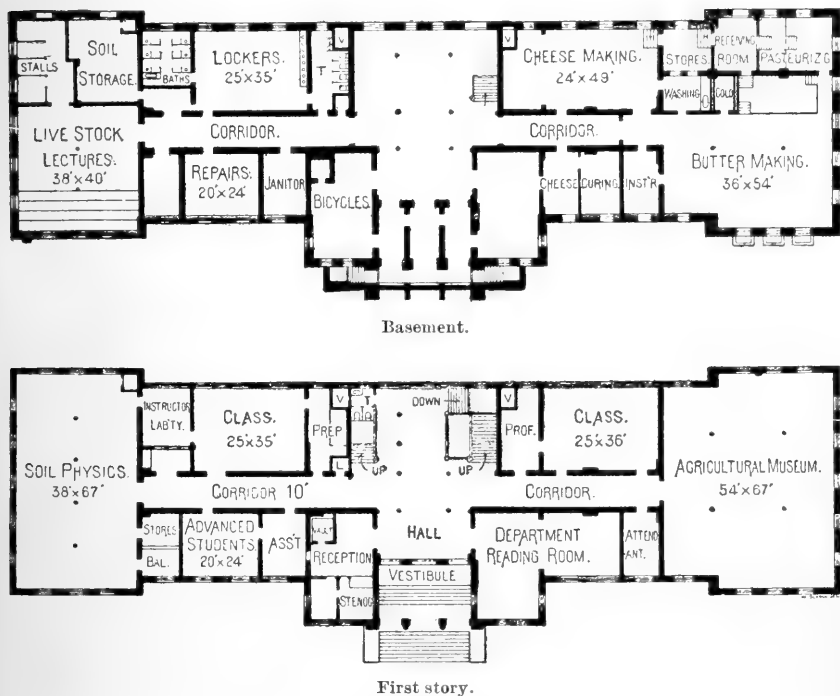 STALLS
SOIL
STORAGE.
BATHS
LOCKERS.
25'X35'
T
V
V
CHEESE MAKING.
24'X49'
STORES.
RECEIVING
ROOM.
PASTEURIZ'G
WASHING
COLD
LIVE STOCK
LECTURES.
38'X40'
CORRIDOR.
CORRIDOR.
BUTTER MAKING.
36'X54'
REPAIRS.
20'X24'
JANITOR
BICYCLES.
CHEESE
CURING.
INST'R
Basement.
INSTRUCTOR
LAB'TY.
CLASS.
25'X35'
PREP.
L
L
V
T.
DOWN
UP
UP
V
PROF.
CLASS.
25'X36'
SOIL PHYSICS.
38'X67'
CORRIDOR 10'
CORRIDOR.
AGRICULTURAL MUSEUM.
54'X67'
STORES
BAL.
ADVANCED
STUDENTS.
20'X24'
ASS'T
VAULT
RECEPTION
STENOG
HALL
VESTIBULE
DEPARTMENT
READING ROOM.
ATTEND
ANT.
First story.